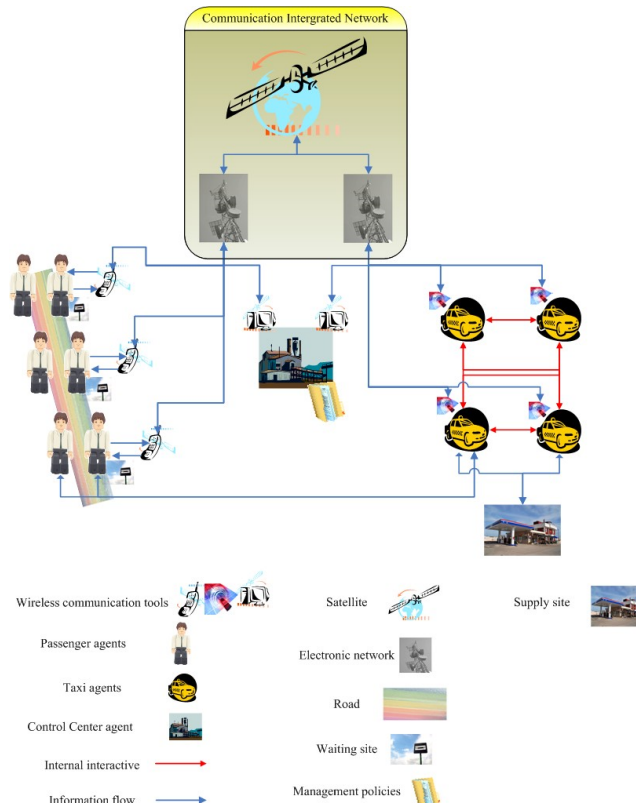 Communication Intergrated Network
Wireless communication tools
Satellite
Supply site
Passenger agents
Electronic network
Taxi agents
Road
Control Center agent
Waiting site
Internal interactive
Management policies
Information flow